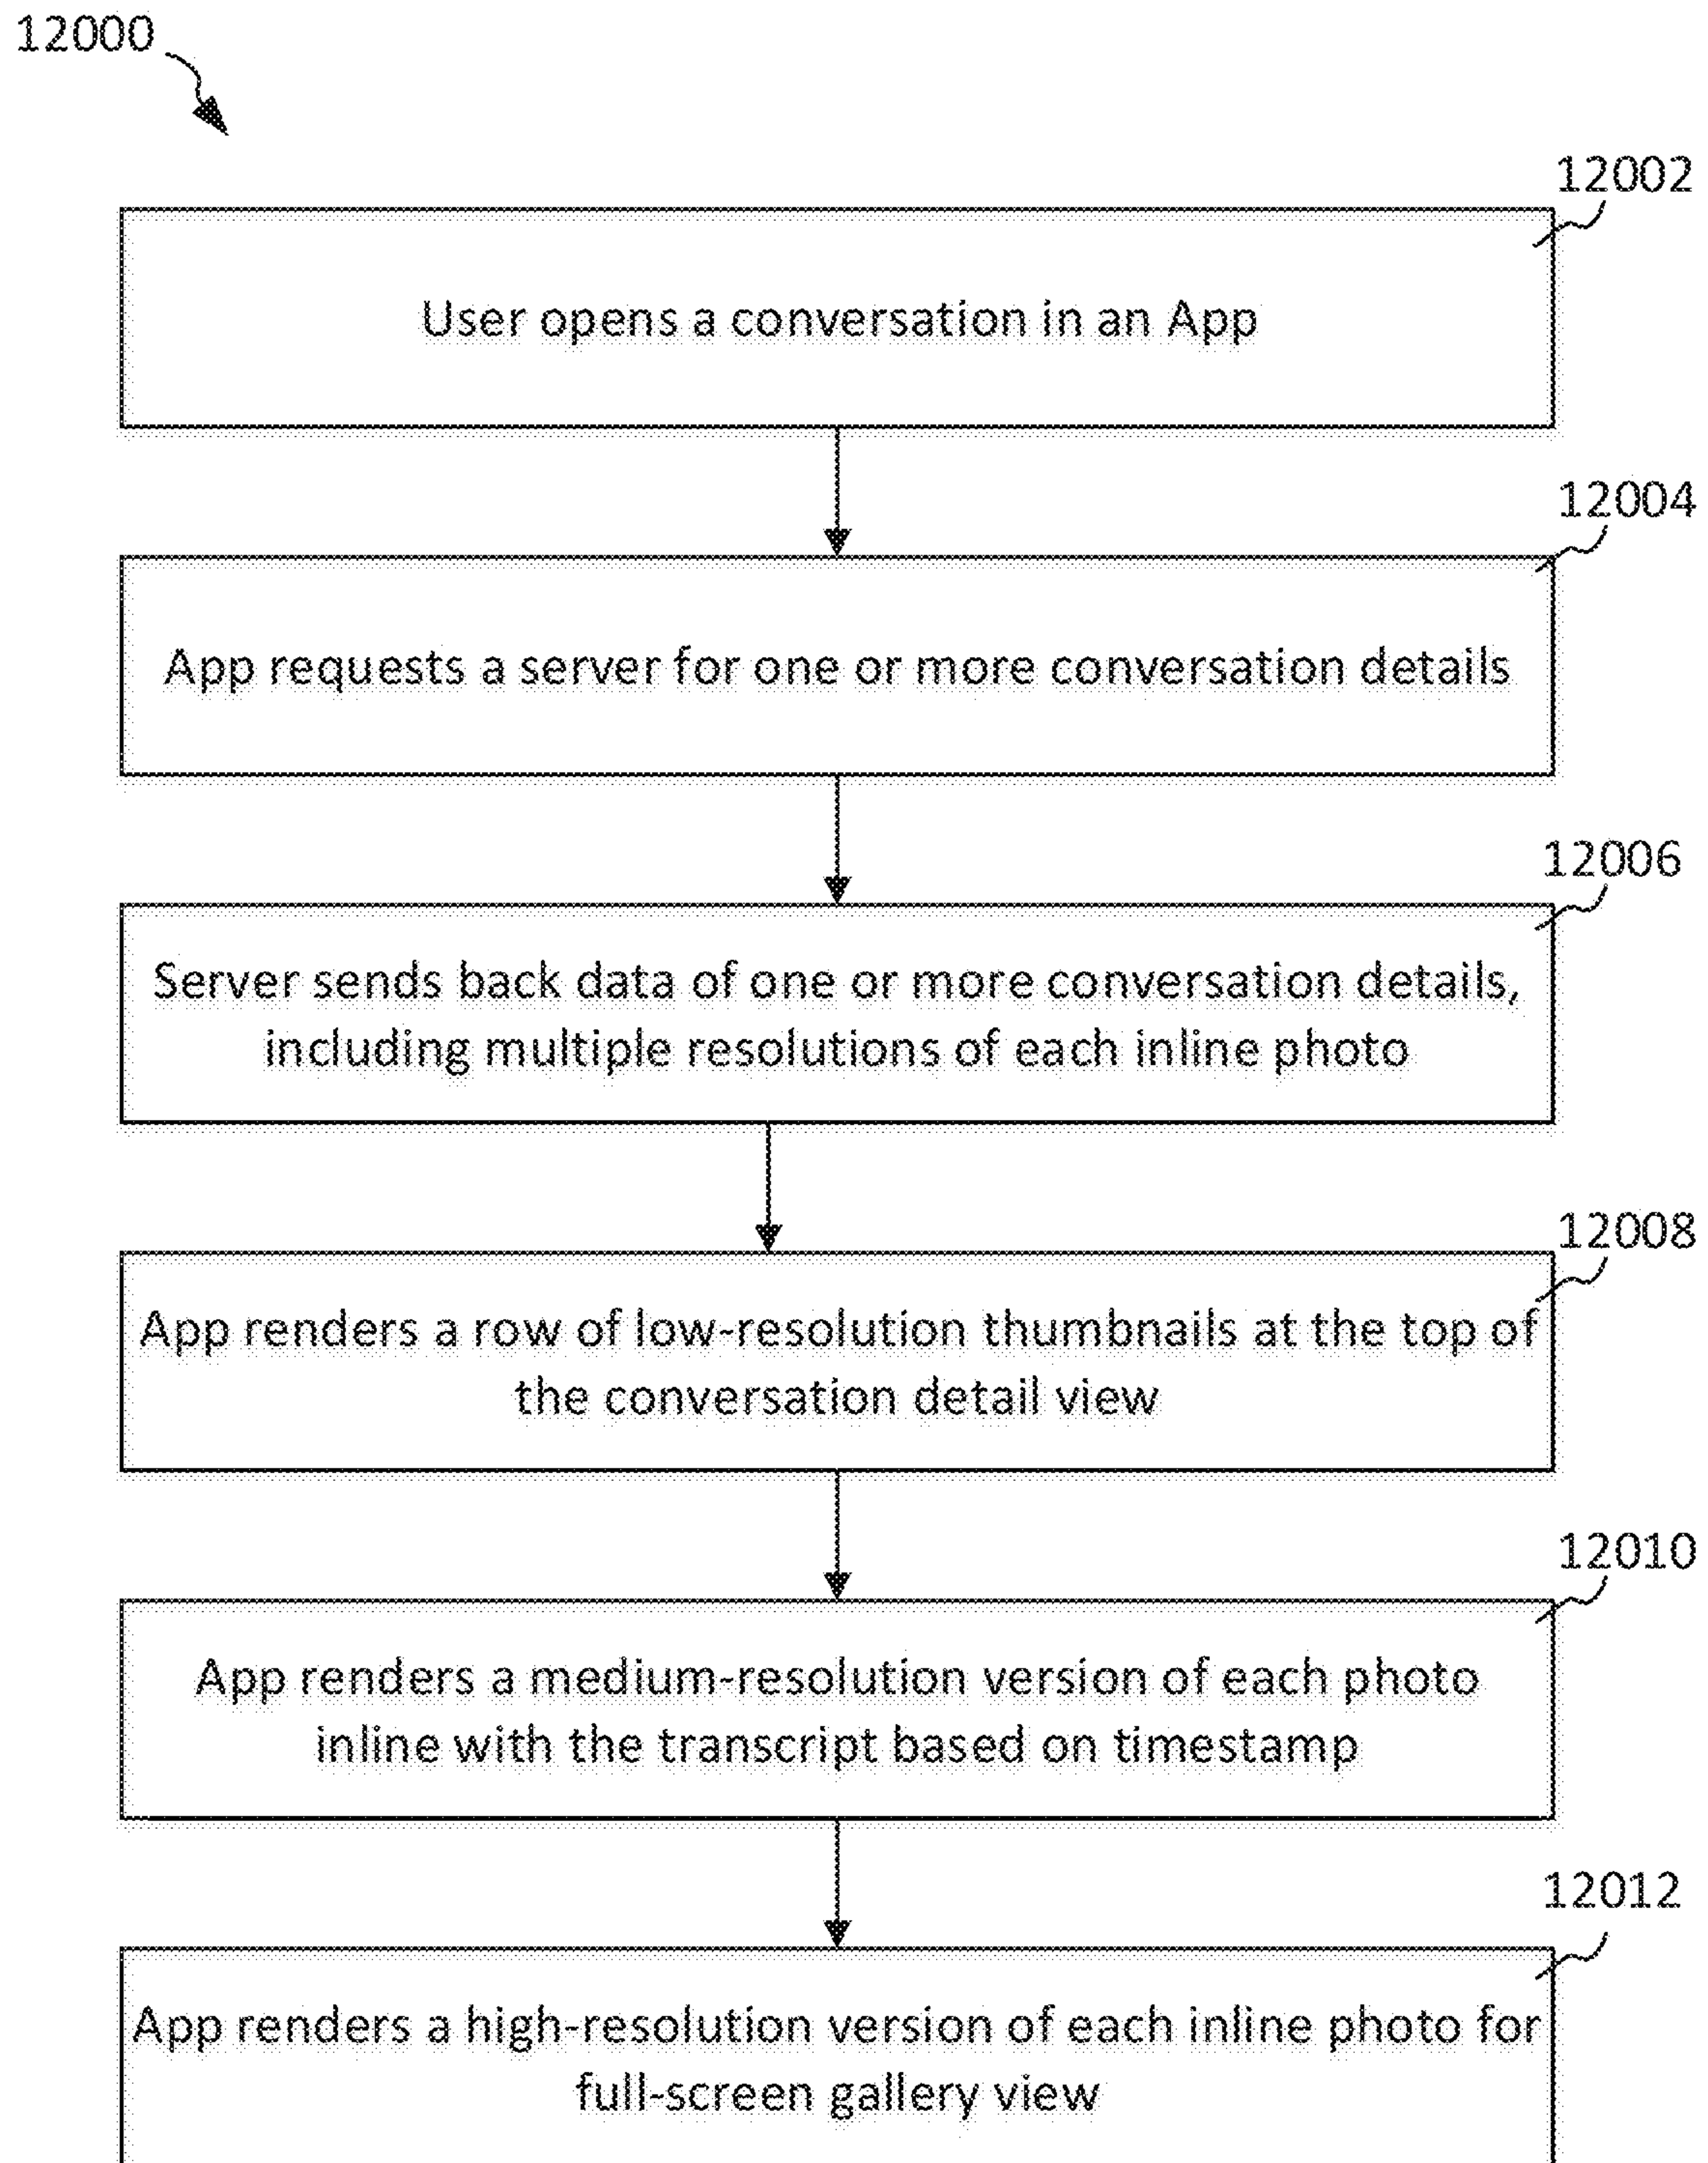 12000
12002
User opens a conversation in an App
12004
App requests a server for one or more conversation details
12006
Server sends back data of one or more conversation details,
including multiple resolutions of each inline photo
12008
App renders a row of low-resolution thumbnails at the top of
the conversation detail view
12010
App renders a medium-resolution version of each photo
inline with the transcript based on timestamp
12012
App renders a high-resolution version of each inline photo for
full-screen gallery view